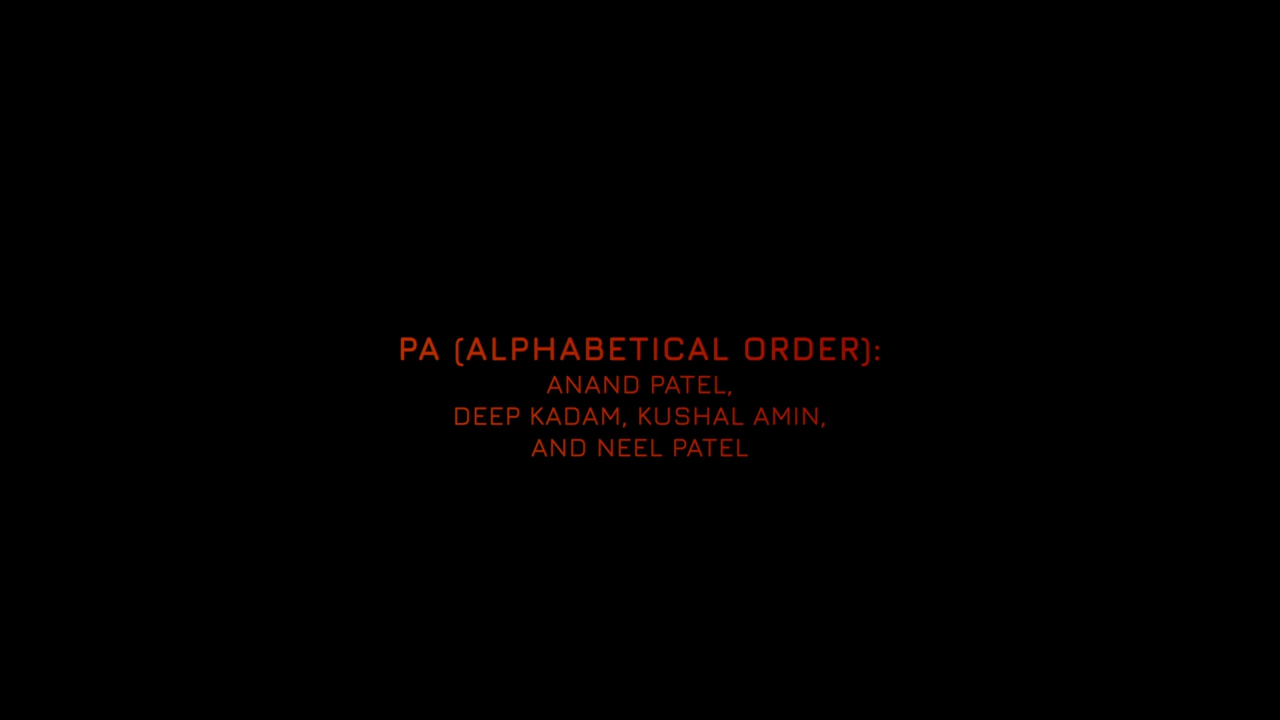 PA (ALPHABETICAL ORDER):
ANAND PATEL,
DEEP KADAM, KUSHAL AMIN,
AND NEEL PATEL